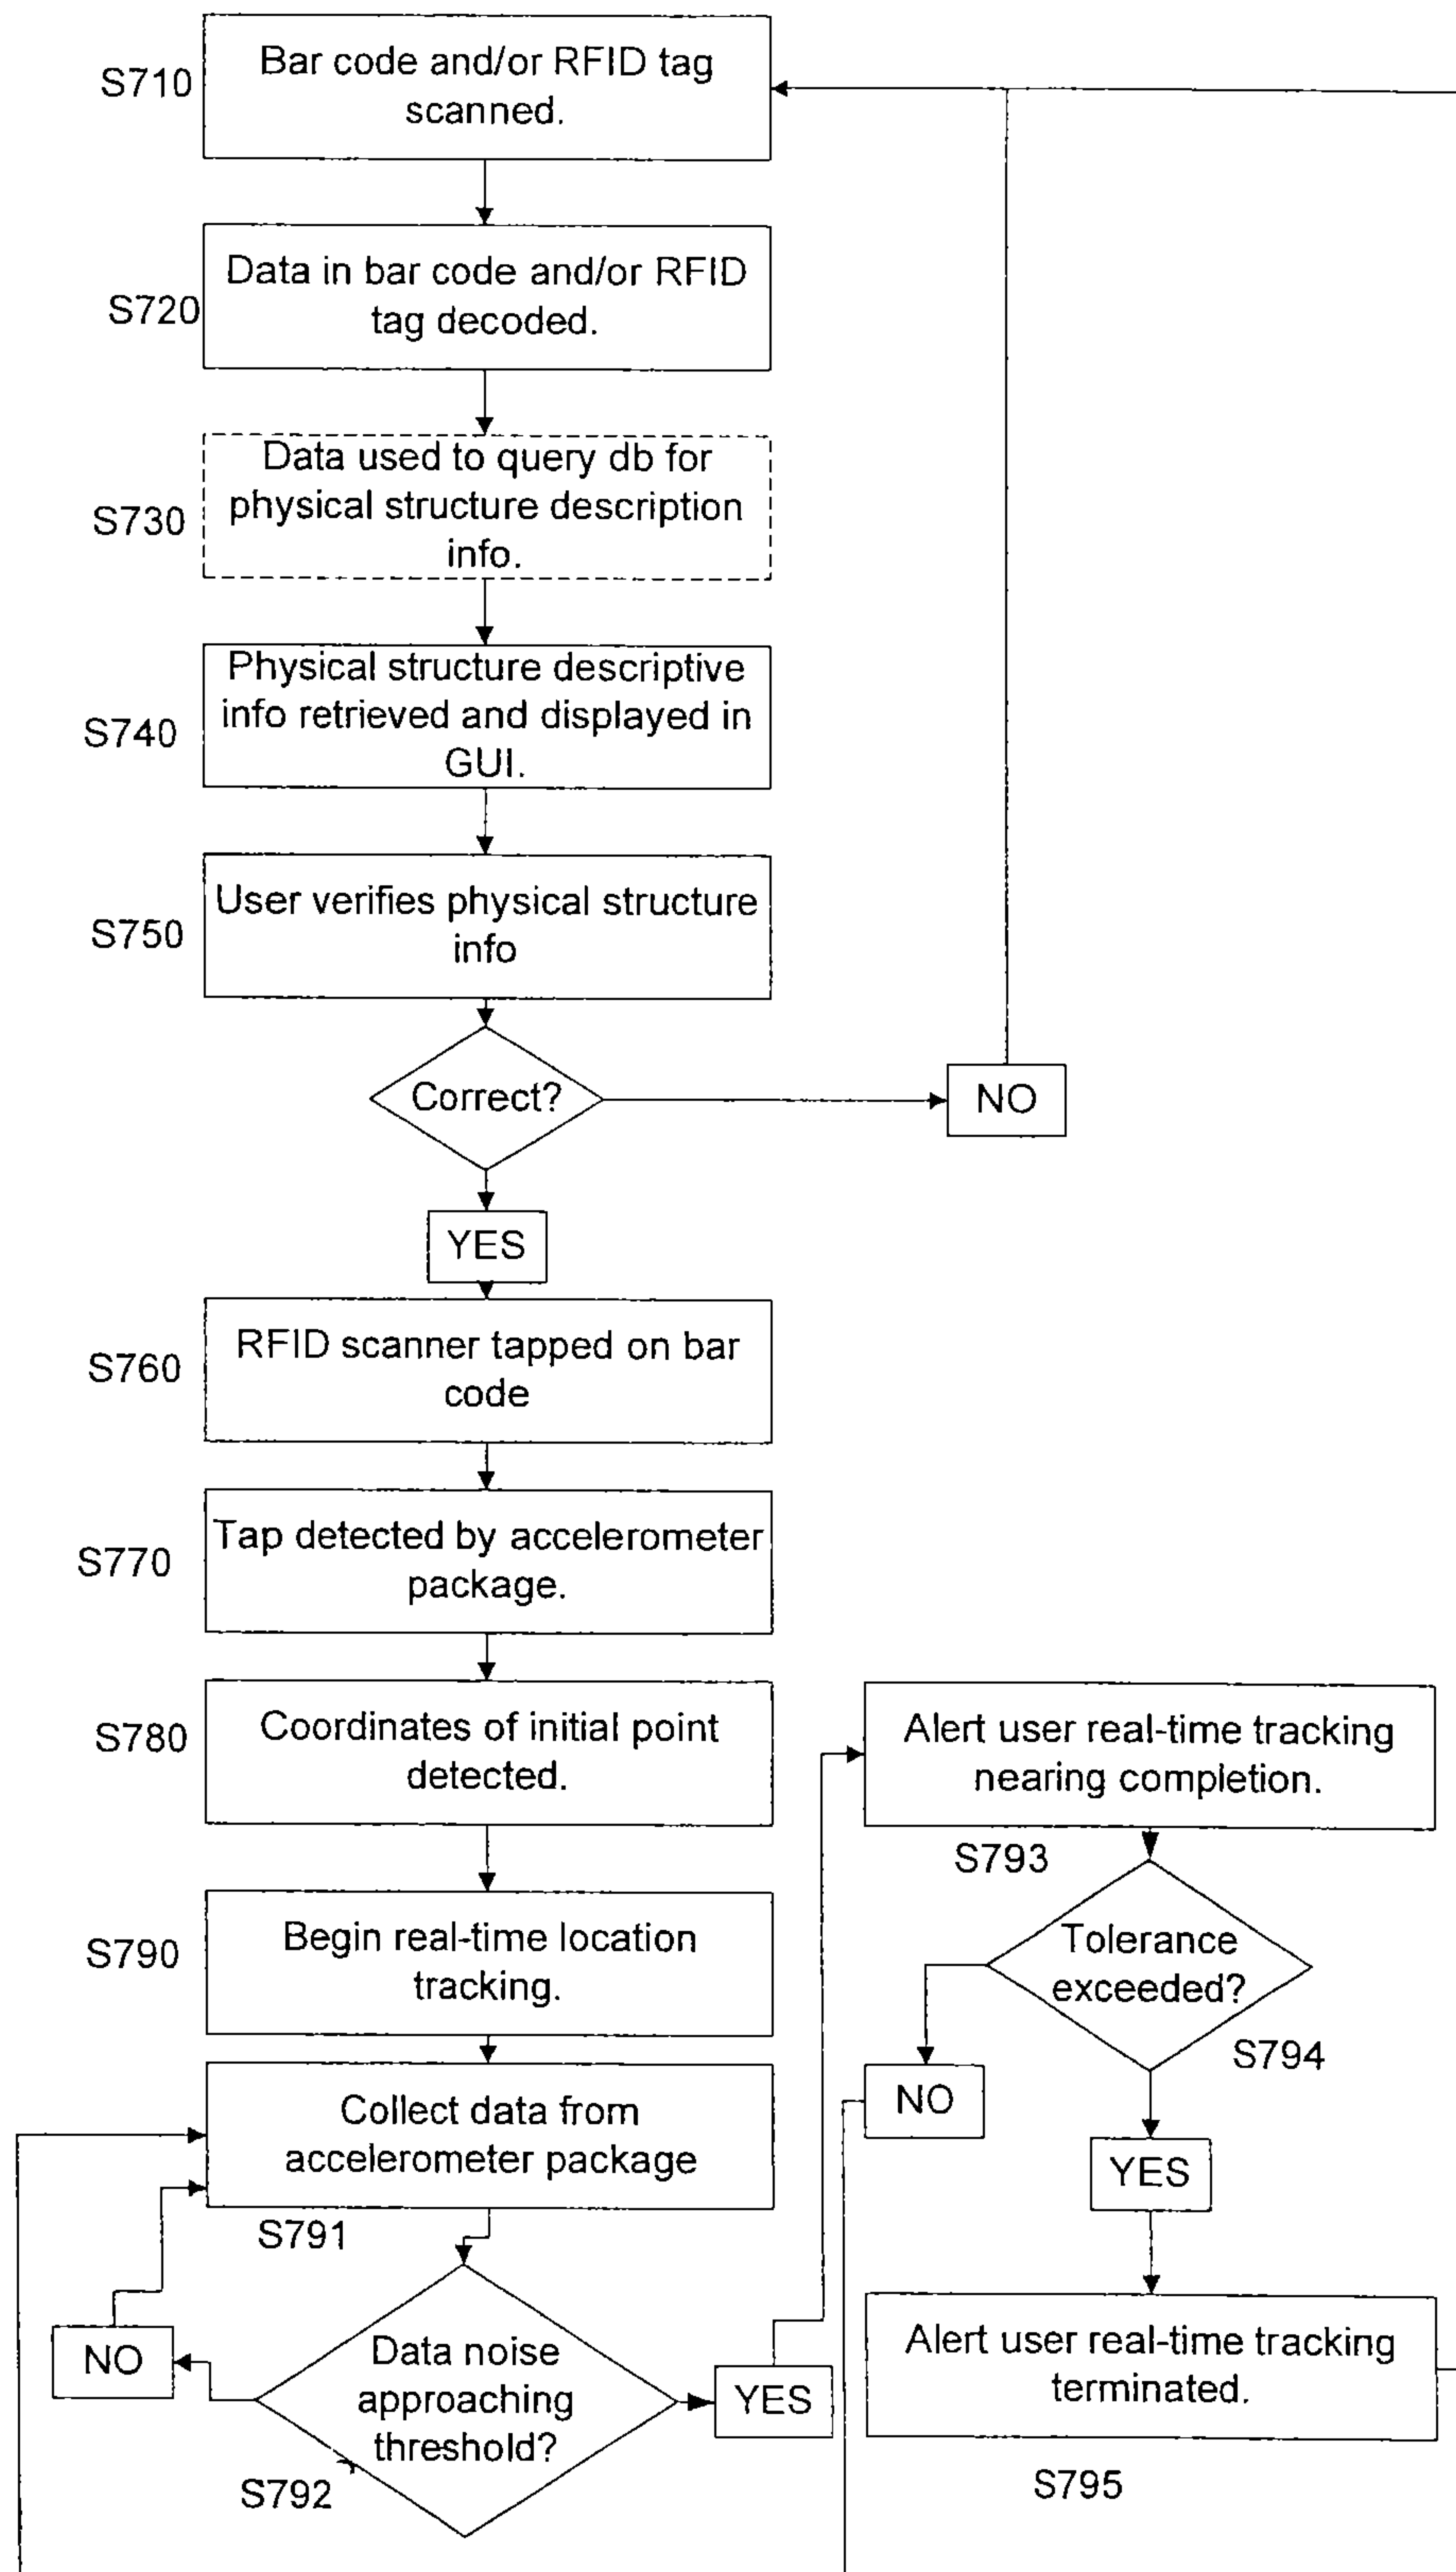 S710
Bar code and/or RFID tag
scanned.
S720
Data in bar code and/or RFID
tag decoded.
S730
Data used to query db for
physical structure description
info.
S740
Physical structure descriptive
info retrieved and displayed in
GUI.
S750
User verifies physical structure
info
Correct?
NO
YES
S760
RFID scanner tapped on bar
code
S770
Tap detected by accelerometer
package.
S780
Coordinates of initial point
detected.
S790
Begin real-time location
tracking.
Collect data from
accelerometer package
S791
Data noise
approaching
threshold?
S792
NO
YES
Alert user real-time tracking
nearing completion.
S793
Tolerance
exceeded?
S794
NO
YES
Alert user real-time tracking
terminated.
S795